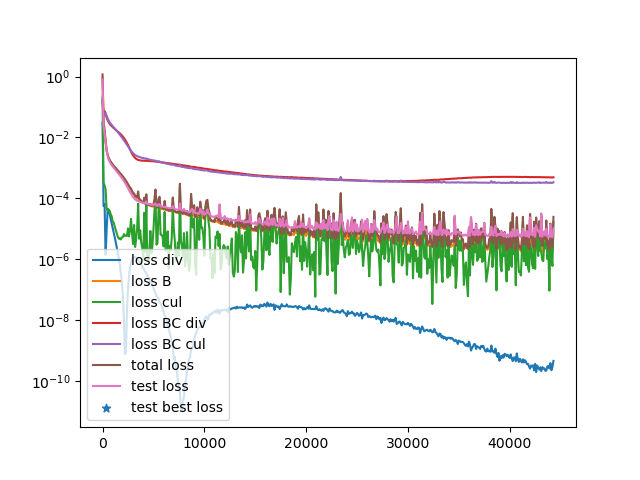 10⁰
10⁻²
10⁻⁴
10⁻⁶
10⁻⁸
10⁻¹⁰
loss div
loss B
loss cul
loss BC div
loss BC cul
total loss
test loss
test best loss
0 10000 20000 30000 40000